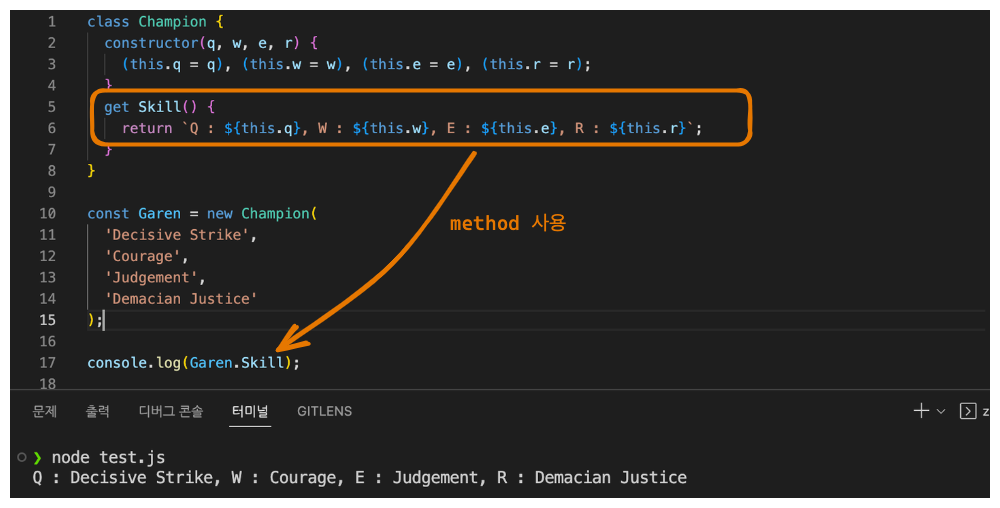 1 class Champion {
2 constructor(q, w, e, r) {
3 (this.q = q), (this.w = w), (this.e = e), (this.r = r);
4 }
5 get Skill() {
6 return `Q : ${this.q}, W : ${this.w}, E : ${this.e}, R : ${this.r}`;
7 }
8 }
9
10 const Garen = new Champion(
method 사용
11 'Decisive Strike',
12 'Courage',
13 'Judgement',
14 'Demacian Justice'
15 );
16
17 console.log(Garen.Skill);
18
문제 출력 디버그 콘솔 터미널 GITLENS z
❯ node test.js
Q : Decisive Strike, W : Courage, E : Judgement, R : Demacian Justice